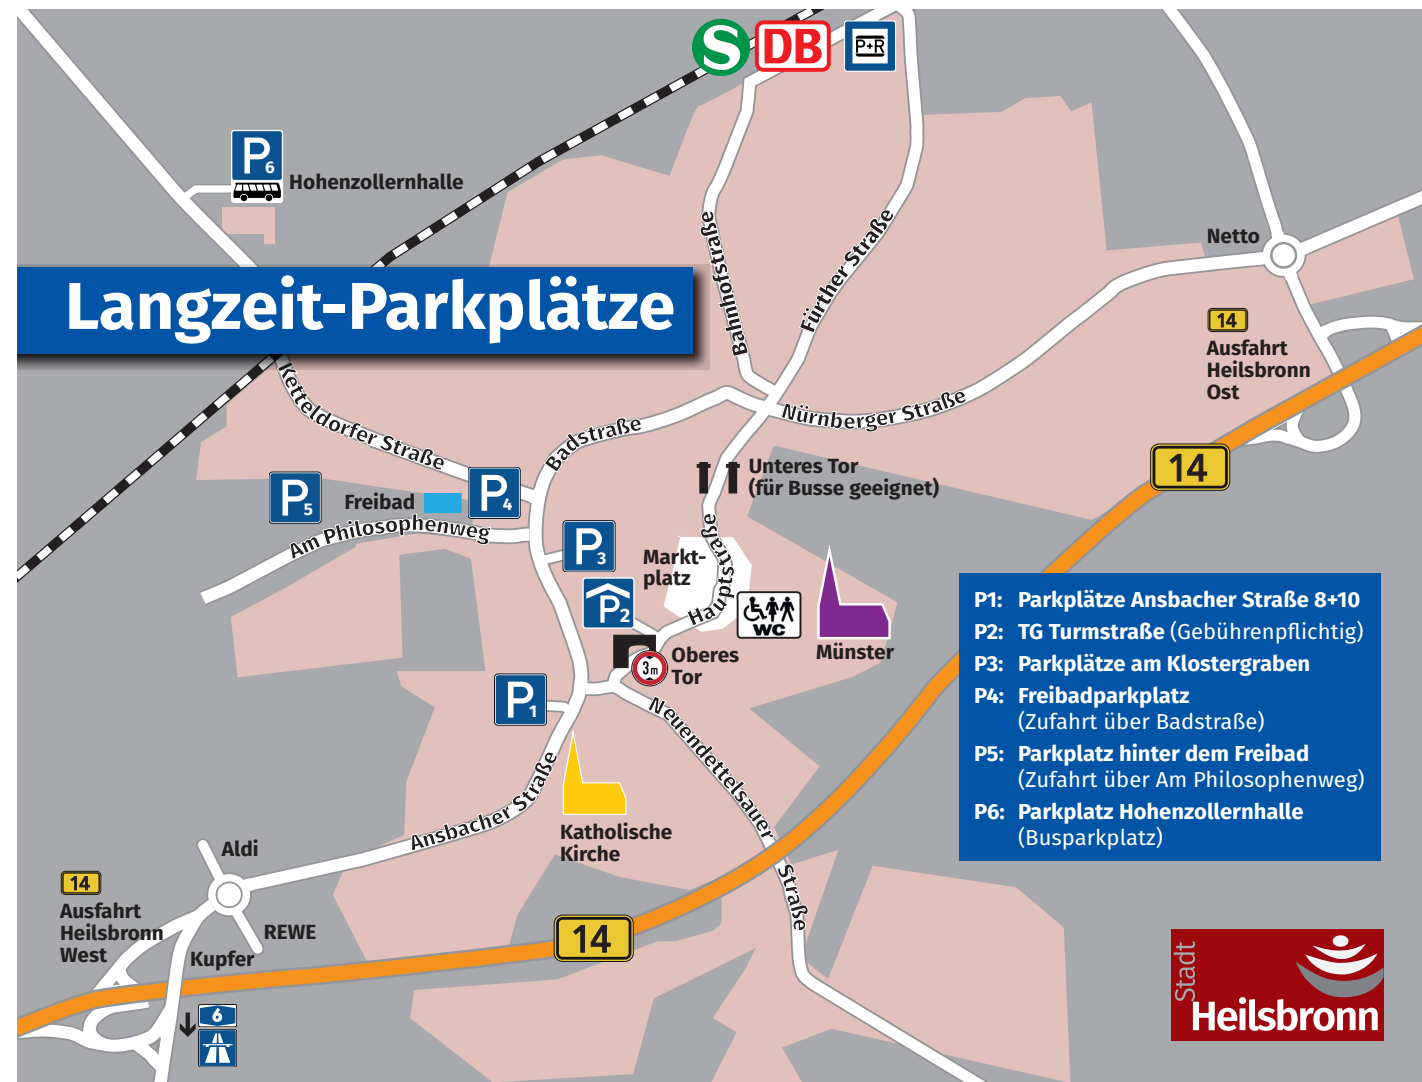 S
DB
P+R
P6
Hohenzollernhalle
Netto
Langzeit-Parkplätze
Bahnhofstraße
Fürther Straße
14
Ausfahrt
Heilsbronn
Ost
Ketteldorfer Straße
Badstraße
Nürnberger Straße
14
Unteres Tor
(für Busse geeignet)
P5
Freibad
P4
Am Philosophenweg
P3
Markt-
platz
Hauptstraße
P2
WC
Münster
3m
Oberes
Tor
P1
Neuendettelsauer Straße
Ansbacher Straße
Katholische
Kirche
P1: Parkplätze Ansbacher Straße 8+10
P2: TG Turmstraße (Gebührenpflichtig)
P3: Parkplätze am Klostergraben
P4: Freibadparkplatz
(Zufahrt über Badstraße)
P5: Parkplatz hinter dem Freibad
(Zufahrt über Am Philosophenweg)
P6: Parkplatz Hohenzollernhalle
(Busparkplatz)
Aldi
14
Ausfahrt
Heilsbronn
West
REWE
Kupfer
14
6
Stadt
Heilsbronn